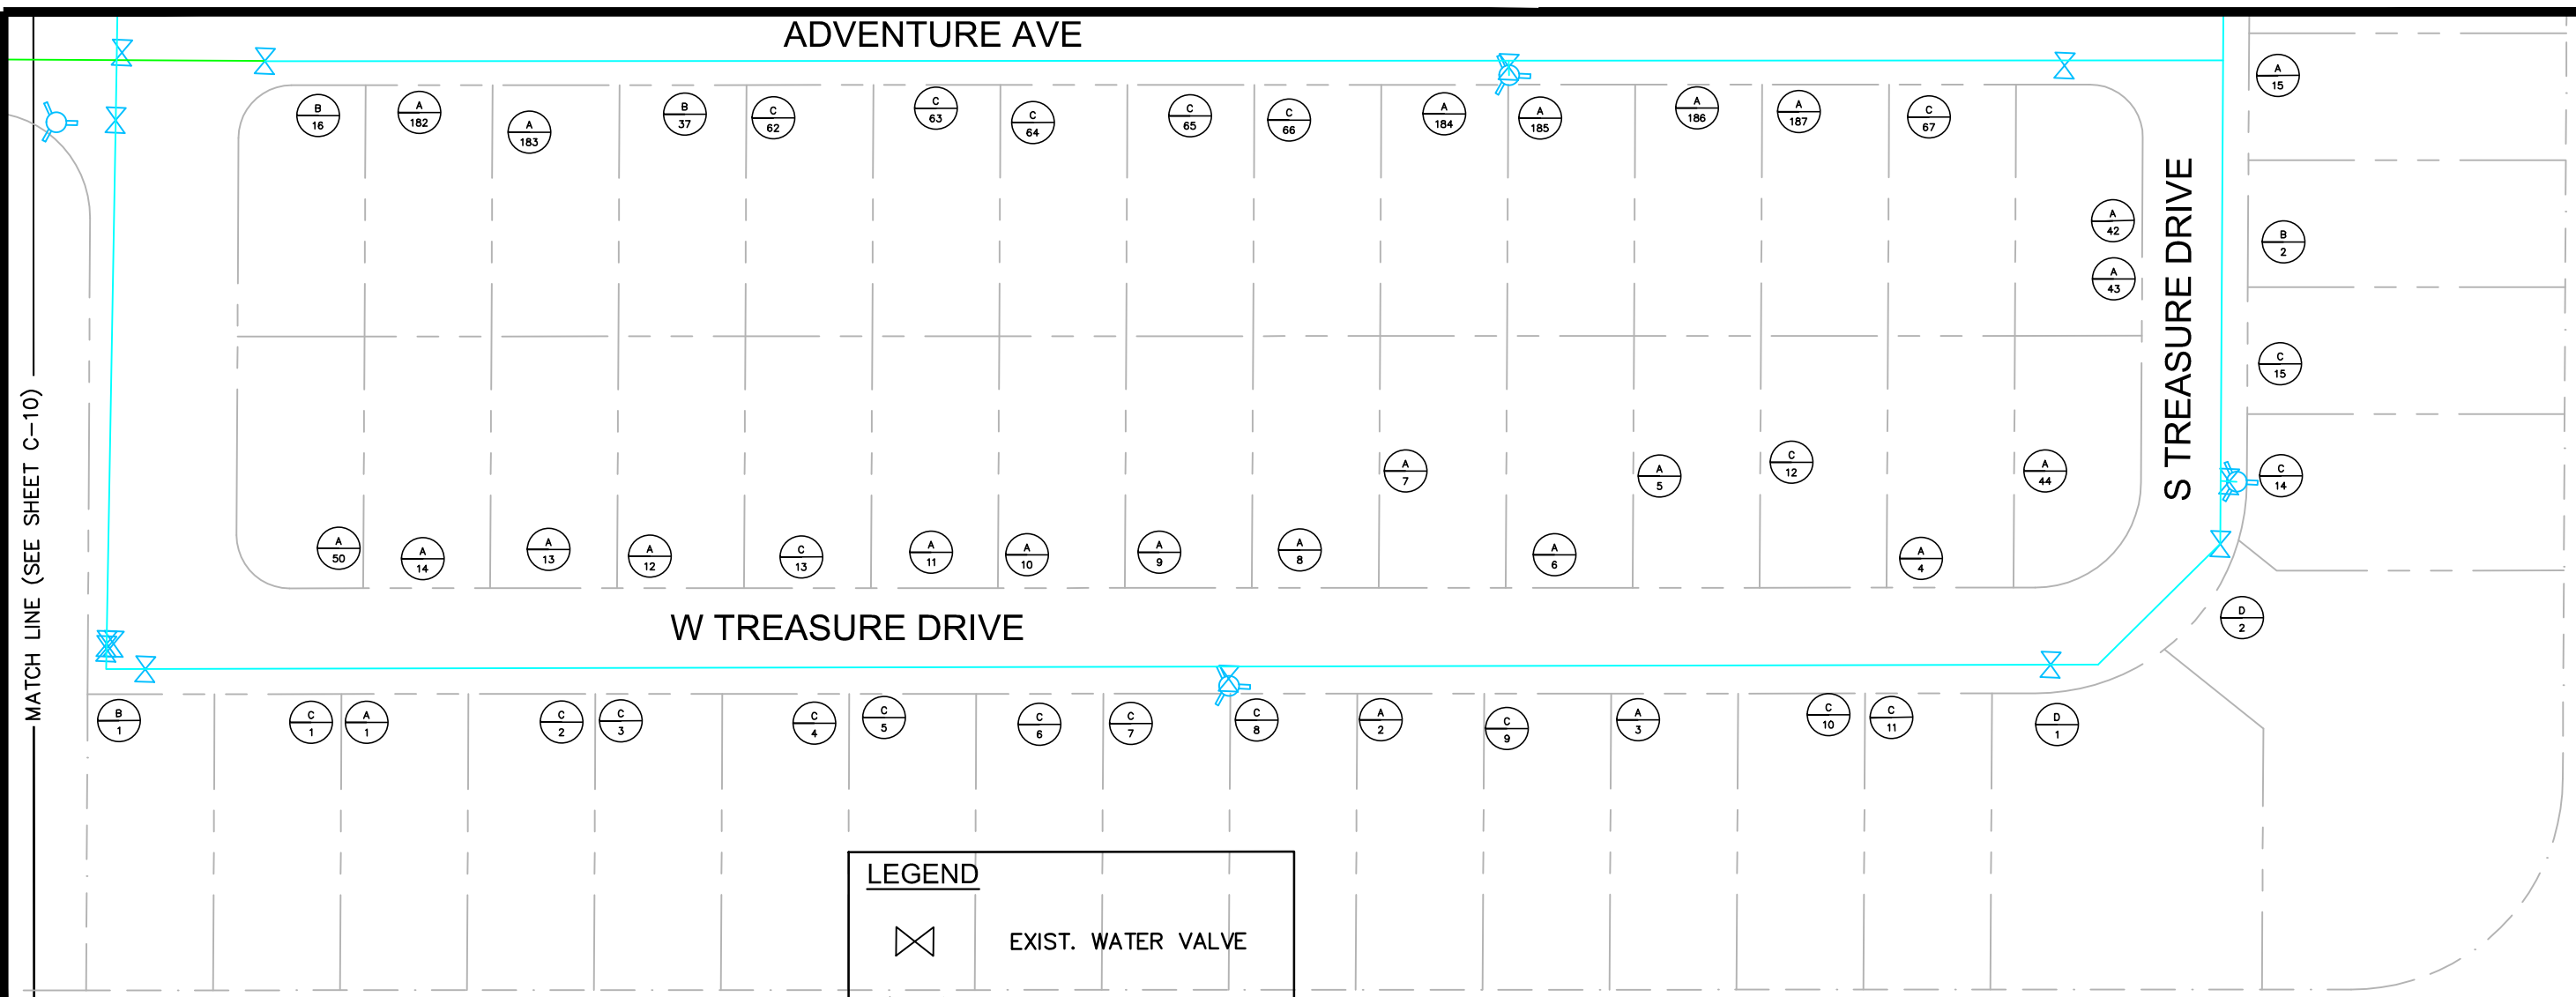 ADVENTURE AVE
B
16
A
182
A
183
B
37
C
62
C
63
C
64
C
65
C
66
A
184
A
185
A
186
A
187
C
67
A
15
A
42
A
43
S TREASURE DRIVE
B
2
C
15
C
14
D
2
MATCH LINE (SEE SHEET C-10)
A
7
A
5
C
12
A
44
A
50
A
14
A
13
A
12
C
13
A
11
A
10
A
9
A
8
A
6
A
4
W TREASURE DRIVE
B
1
C
1
A
1
C
2
C
3
C
4
C
5
C
6
C
7
C
8
A
2
C
9
A
3
C
10
C
11
D
1
LEGEND
EXIST. WATER VALVE